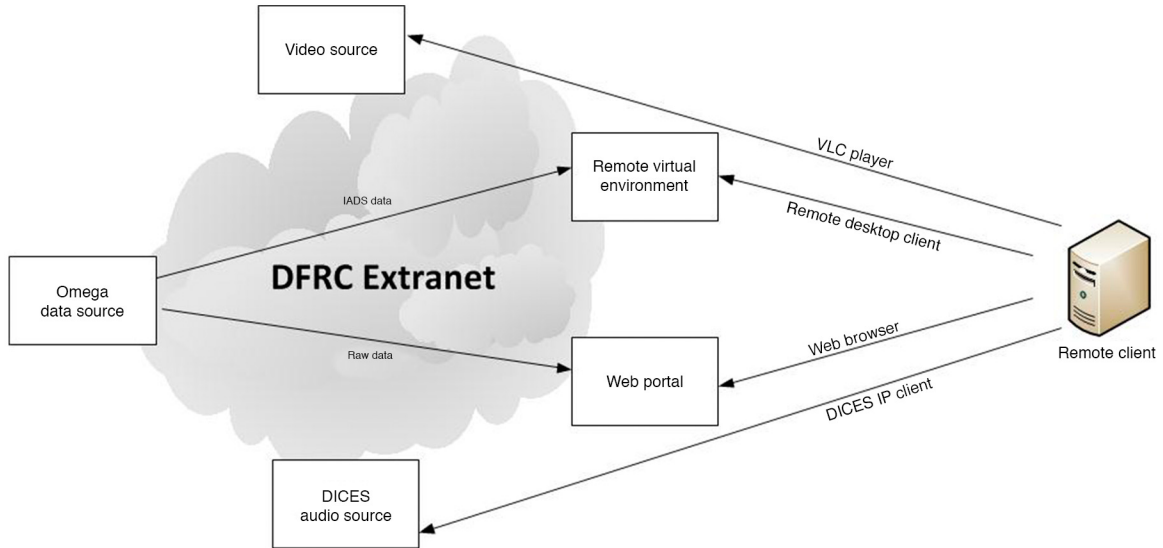 Video source
VLC player
Remote virtual
environment
IADS data
Remote desktop client
DFRC Extranet
Omega
data source
Raw data
Web browser
Remote client
Web portal
DICES IP client
DICES
audio source